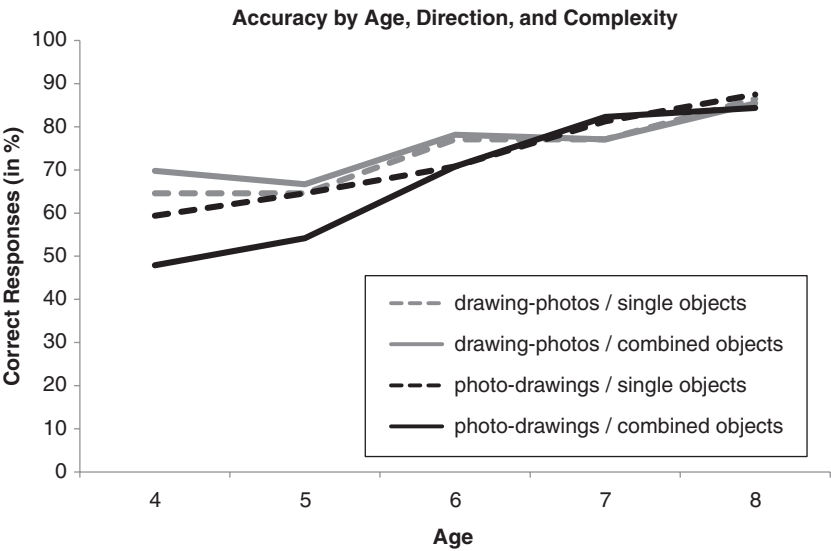 Accuracy by Age, Direction, and Complexity
Correct Responses (in %)
100
90
80
70
60
50
40
30
20
10
0
drawing-photos / single objects
drawing-photos / combined objects
photo-drawings / single objects
photo-drawings / combined objects
4 5 6 7 8
Age